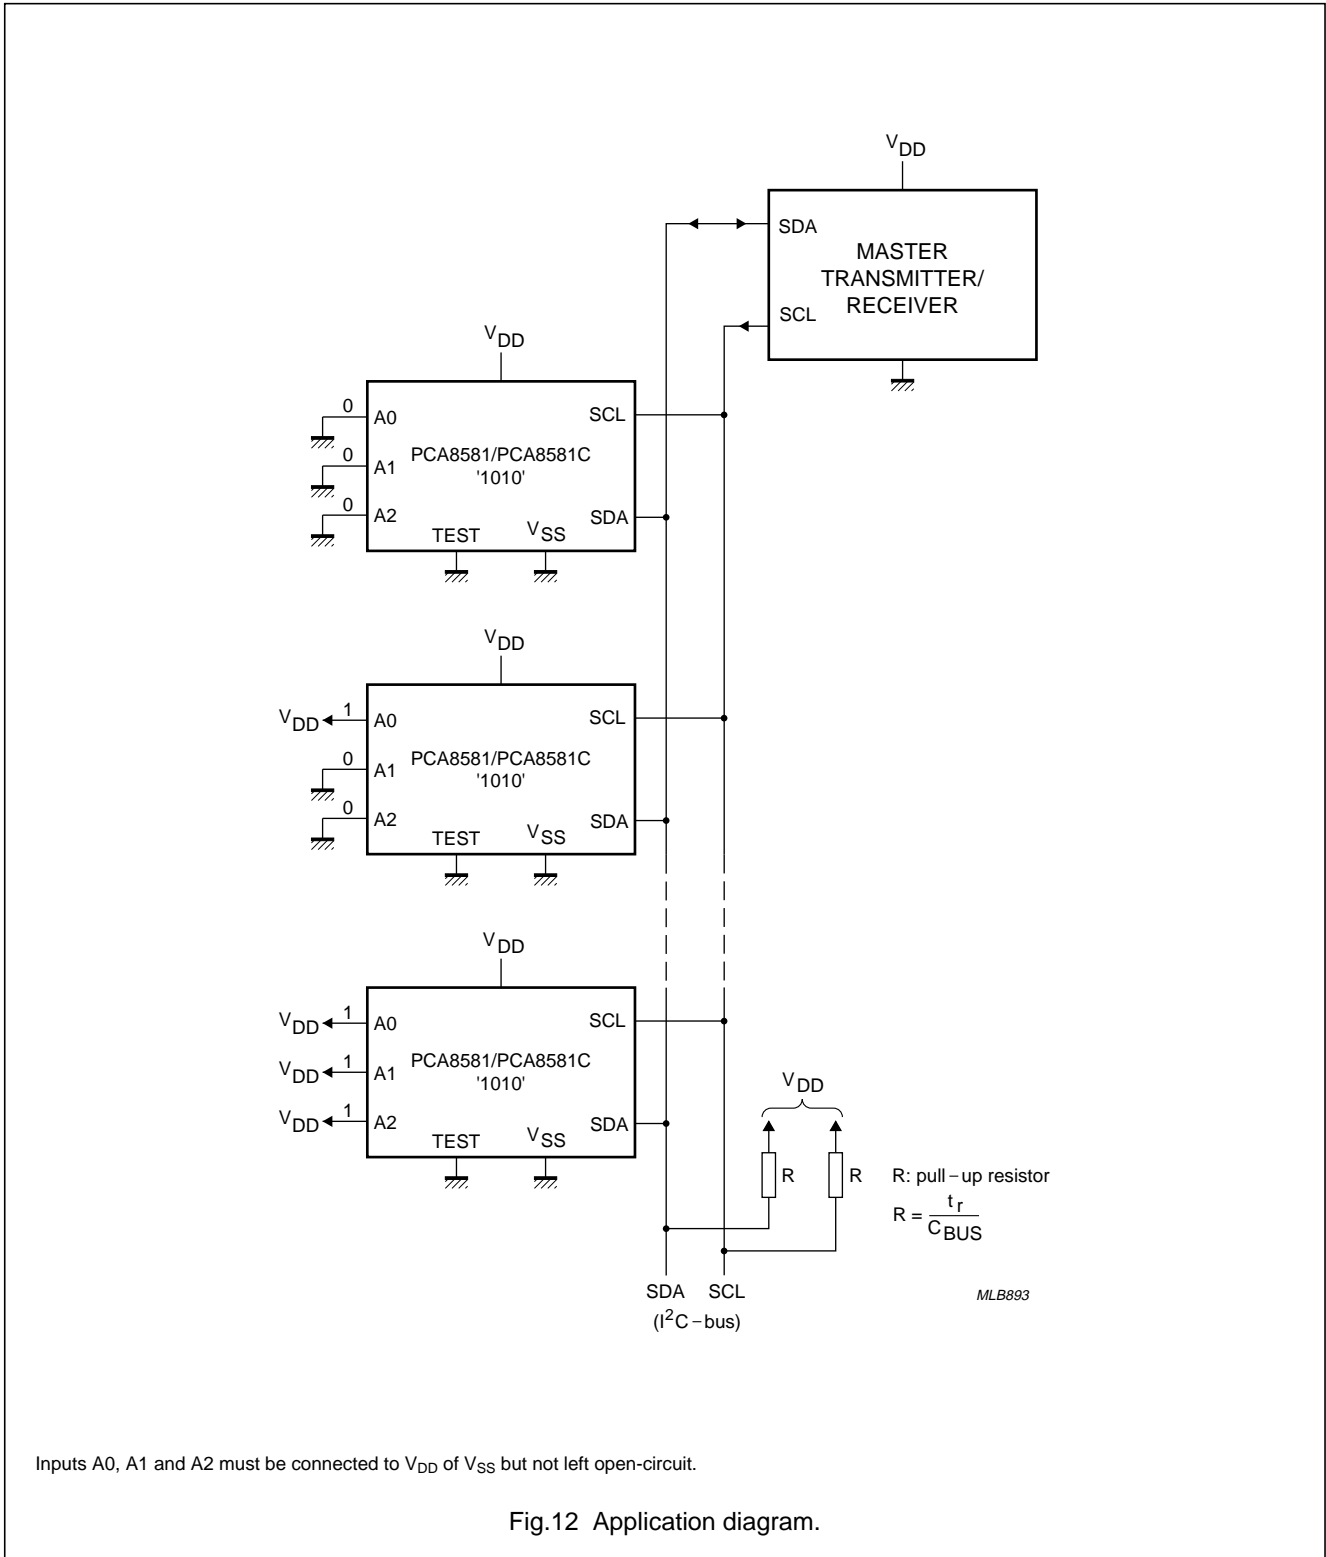 VDD
SDA
MASTER
TRANSMITTER/
RECEIVER
SCL
VDD
0 A0 SCL
PCA8581/PCA8581C
0 A1 '1010'
0 A2 SDA
TEST VSS
VDD
VDD 1 A0 SCL
PCA8581/PCA8581C
0 A1 '1010'
0 A2 SDA
TEST VSS
VDD
VDD 1 A0 SCL
PCA8581/PCA8581C
VDD 1 A1 '1010'
VDD 1 A2 SDA
TEST VSS
VDD
R R R: pull–up resistor
R = tr / CBUS
SDA SCL
(I²C–bus)
MLB893
Inputs A0, A1 and A2 must be connected to VDD of VSS but not left open-circuit.
Fig.12 Application diagram.